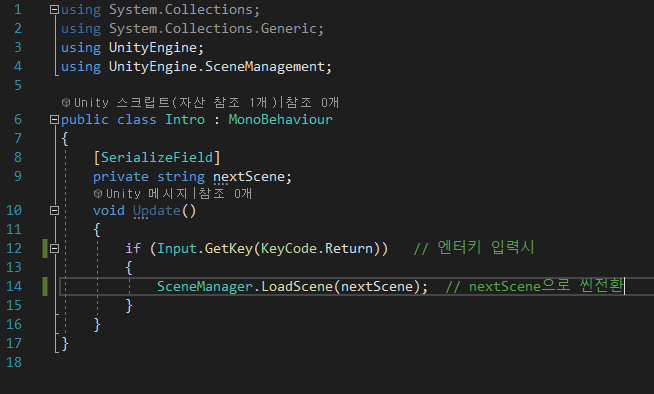 1 using System.Collections;
2 using System.Collections.Generic;
3 using UnityEngine;
4 using UnityEngine.SceneManagement;
5
Unity 스크립트(자산 참조 1개)|참조 0개
6 public class Intro : MonoBehaviour
7 {
8 [SerializeField]
9 private string nextScene;
Unity 메시지|참조 0개
10 void Update()
11 {
12 if (Input.GetKey(KeyCode.Return)) // 엔터키 입력시
13 {
14 SceneManager.LoadScene(nextScene); // nextScene으로 씬전환
15 }
16 }
17 }
18